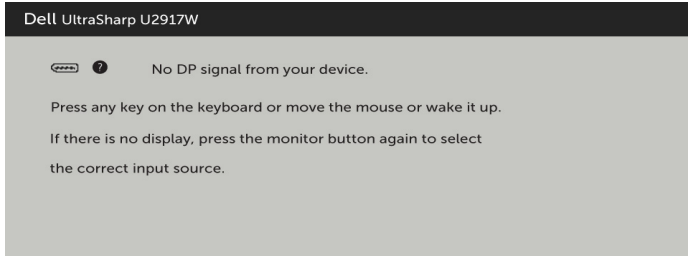 Dell UltraSharp U2917W
? No DP signal from your device.
Press any key on the keyboard or move the mouse or wake it up.
If there is no display, press the monitor button again to select
the correct input source.